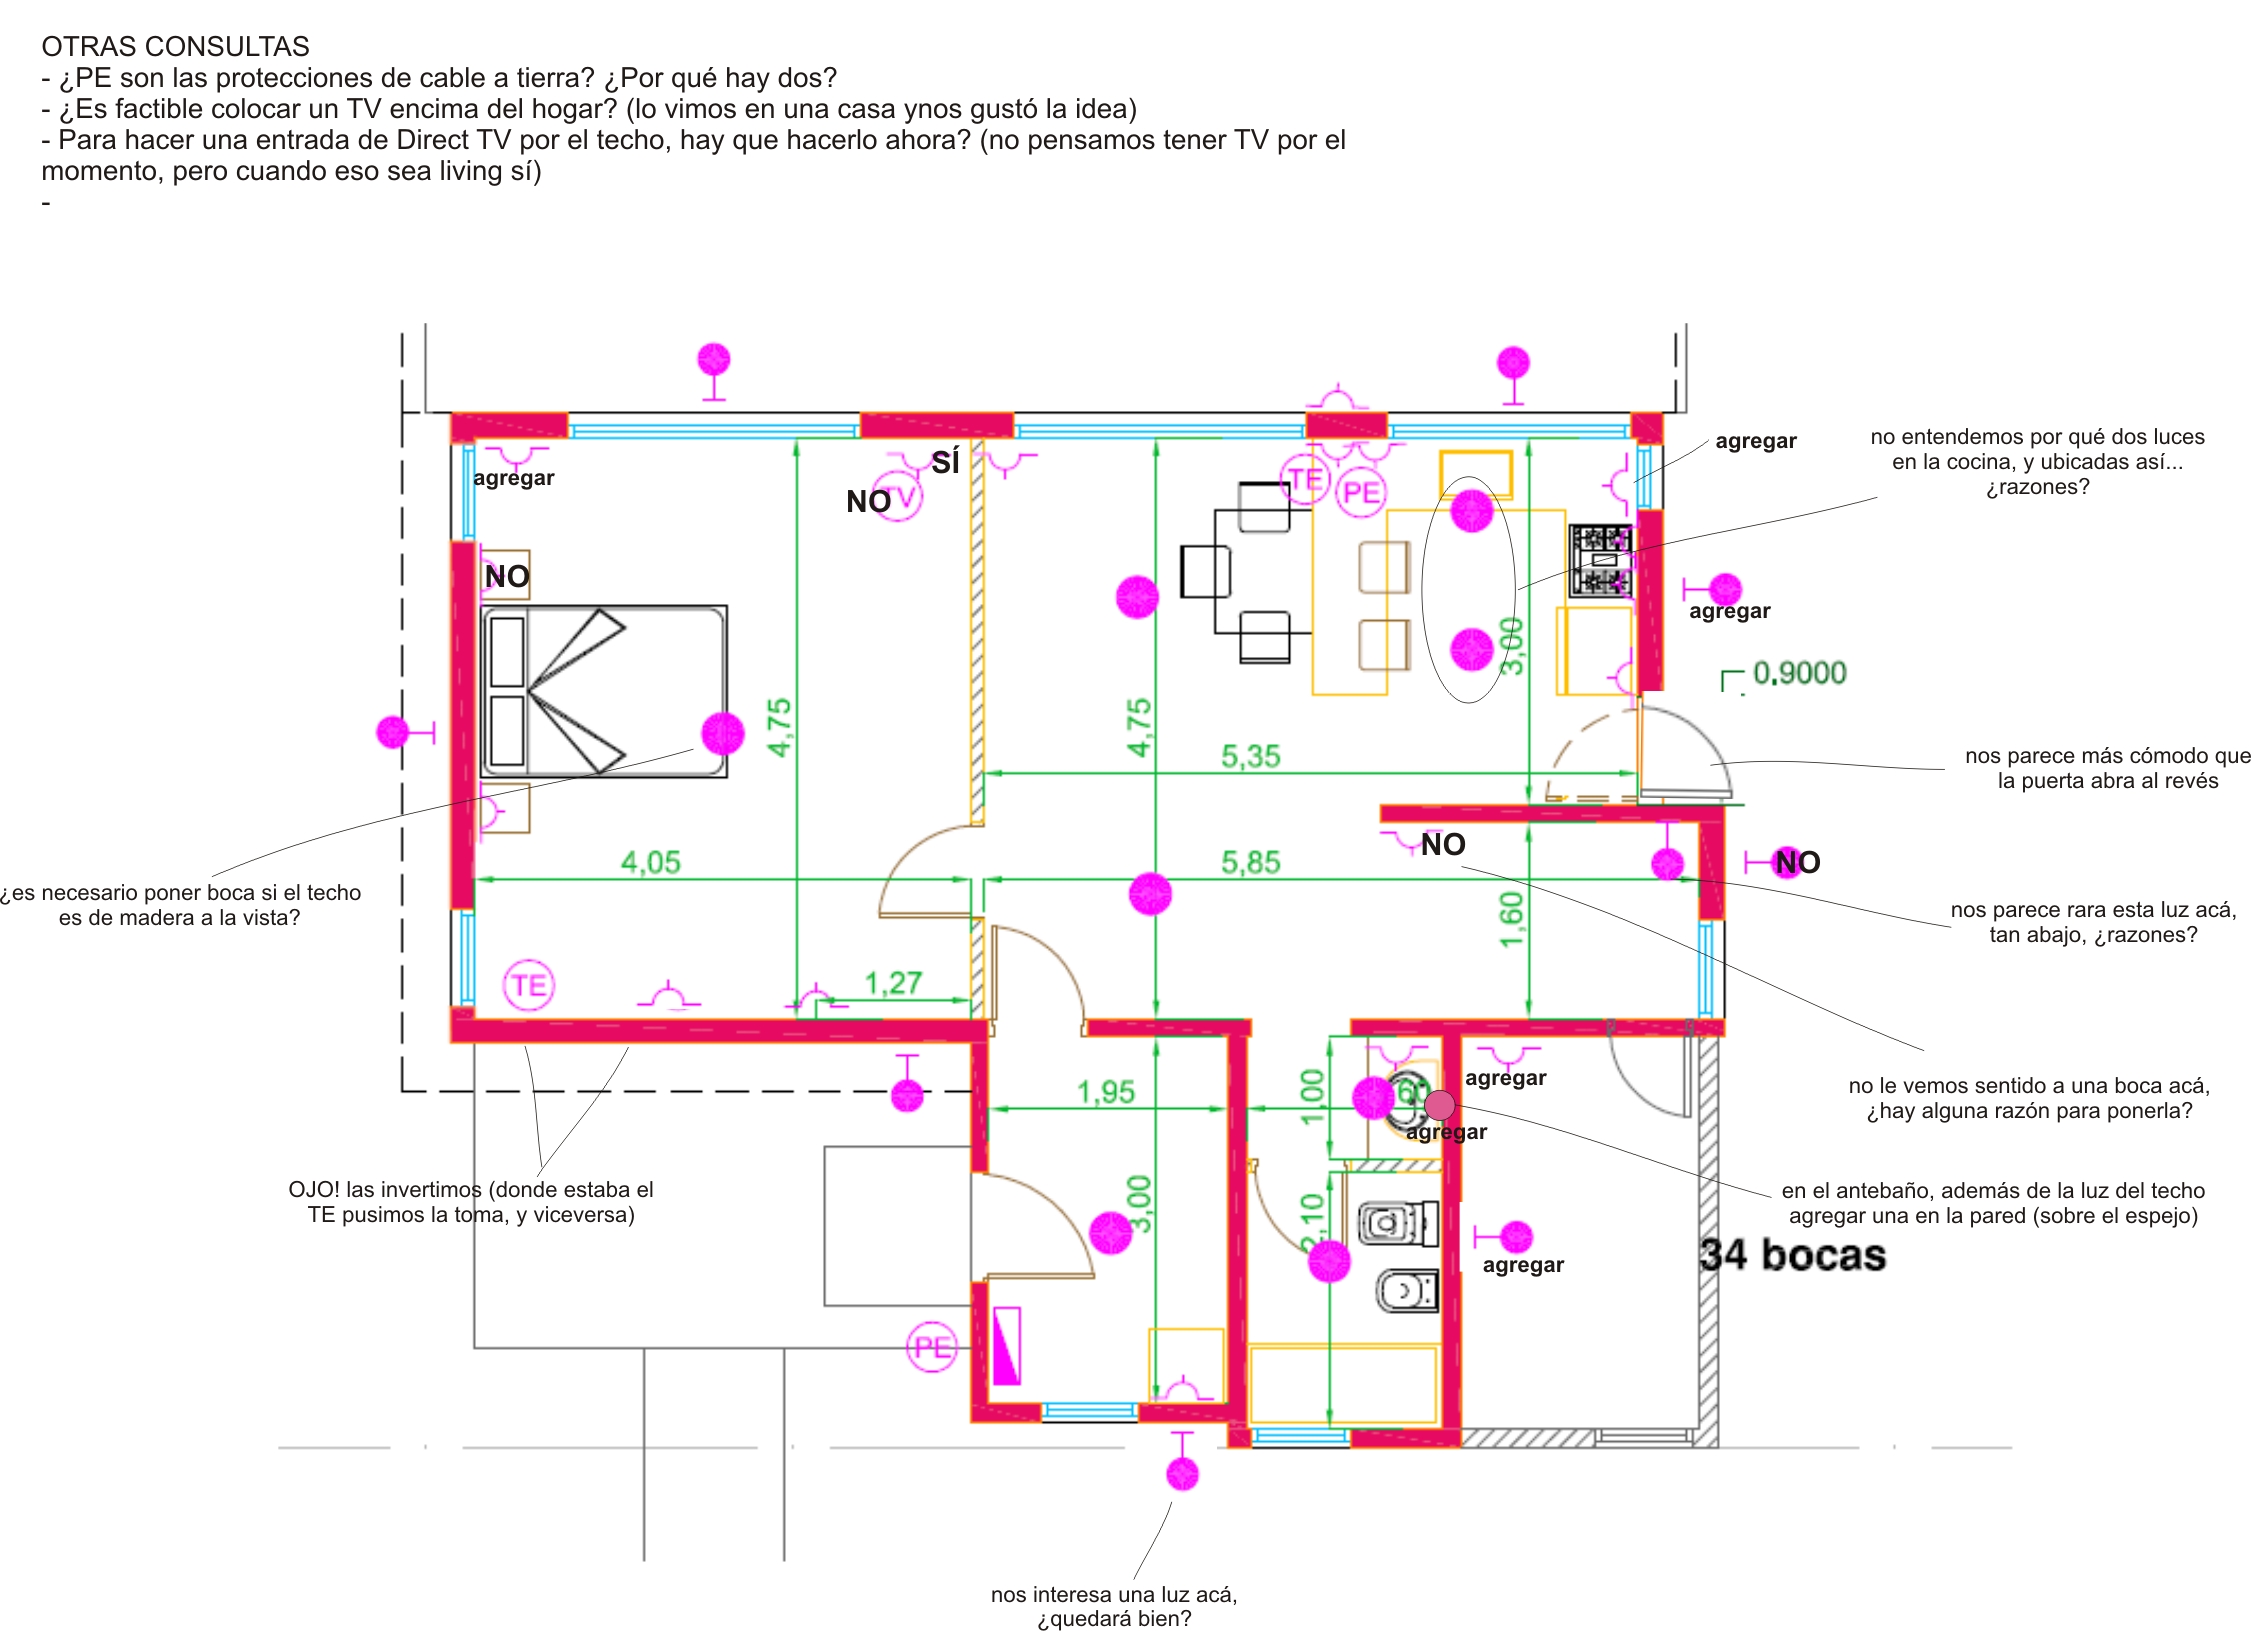 OTRAS CONSULTAS
- ¿PE son las protecciones de cable a tierra? ¿Por qué hay dos?
- ¿Es factible colocar un TV encima del hogar? (lo vimos en una casa ynos gustó la idea)
- Para hacer una entrada de Direct TV por el techo, hay que hacerlo ahora? (no pensamos tener TV por el
momento, pero cuando eso sea living sí)
-
agregar
no entendemos por qué dos luces
en la cocina, y ubicadas así...
¿razones?
agregar
SÍ
NO
TV
TE
PE
NO
agregar
3,00
0,9000
4,75
4,75
5,35
nos parece más cómodo que
la puerta abra al revés
4,05
5,85
NO
NO
¿es necesario poner boca si el techo
es de madera a la vista?
1,60
nos parece rara esta luz acá,
tan abajo, ¿razones?
TE
1,27
no le vemos sentido a una boca acá,
¿hay alguna razón para ponerla?
1,95
1,00
60
agregar
agregar
OJO! las invertimos (donde estaba el
TE pusimos la toma, y viceversa)
3,00
2,10
en el antebaño, además de la luz del techo
agregar una en la pared (sobre el espejo)
agregar
34 bocas
PE
nos interesa una luz acá,
¿quedará bien?